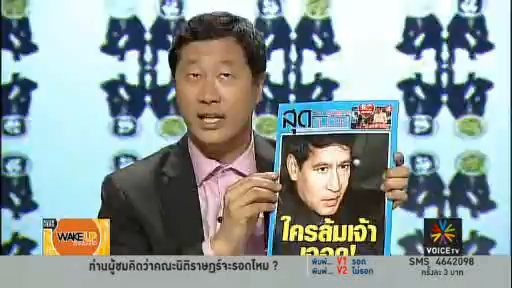 สุด
ใครล้มเจ้า
WAKE UP
THAILAND
VOICE TV
ท่านผู้ชมคิดว่าคณะนิติราษฎร์จะรอดไหม ?
พิมพ์... V1 รอด
พิมพ์... V2 ไม่รอด
SMS 4642098
ครั้งละ 3 บาท